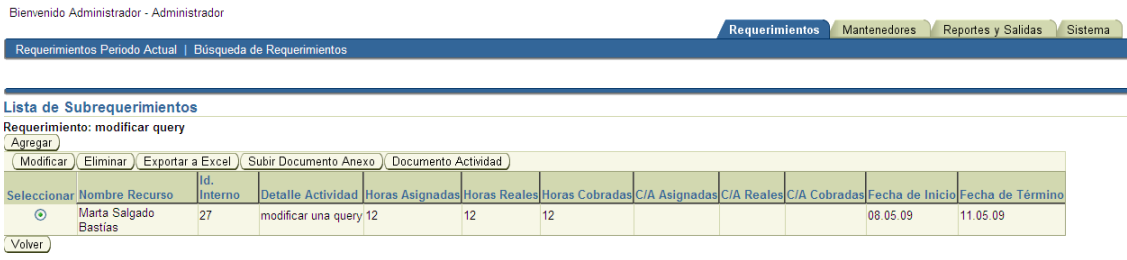 Bienvenido Administrador - Administrador
Requerimientos Mantenedores Reportes y Salidas Sistema
Requerimientos Periodo Actual | Búsqueda de Requerimientos
Lista de Subrequerimientos
Requerimiento: modificar query
Agregar
Modificar Eliminar Exportar a Excel Subir Documento Anexo Documento Actividad
Seleccionar Nombre Recurso Id. Interno Detalle Actividad Horas Asignadas Horas Reales Horas Cobradas C/A Asignadas C/A Reales C/A Cobradas Fecha de Inicio Fecha de Término
Marta Salgado Bastías 27 modificar una query 12 12 12 08.05.09 11.05.09
Volver